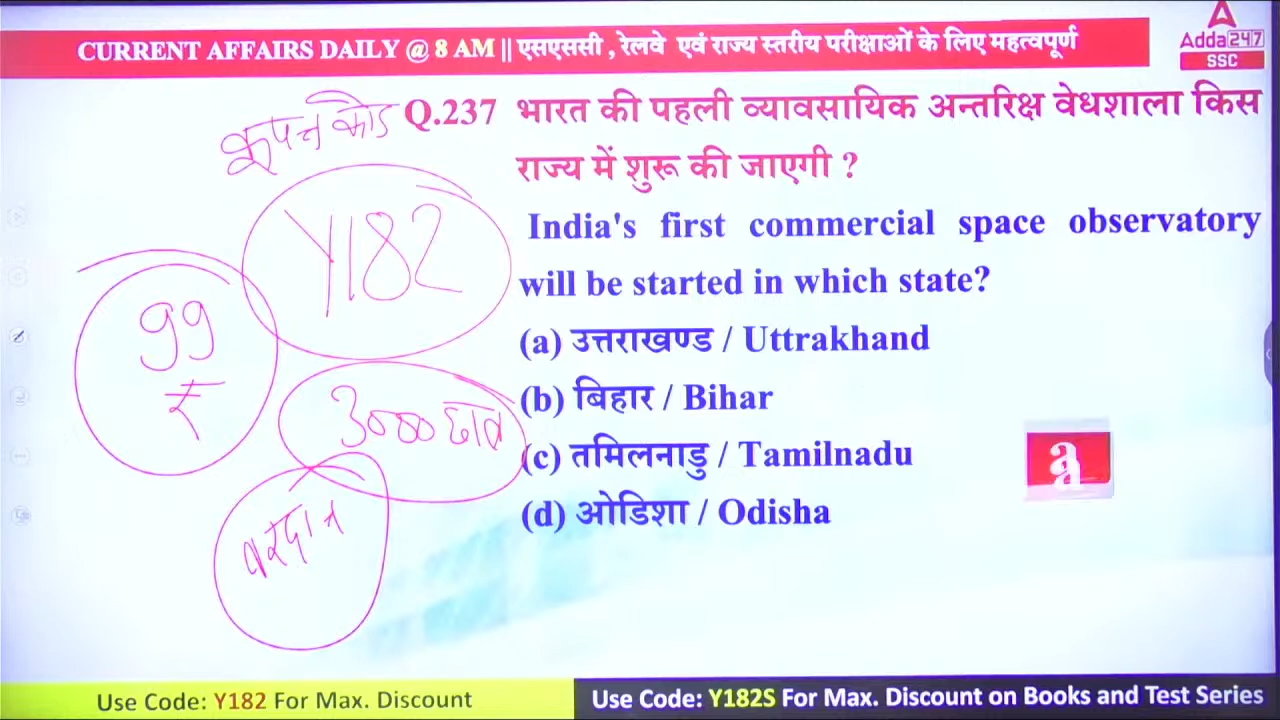 CURRENT AFFAIRS DAILY @ 8 AM || एसएससी , रेलवे एवं राज्य स्तरीय परीक्षाओं के लिए महत्वपूर्ण
Adda247
SSC
कूपन कोड
Q.237 भारत की पहली व्यावसायिक अन्तरिक्ष वेधशाला किस
राज्य में शुरू की जाएगी ?
Y182
India's first commercial space observatory
will be started in which state?
99
₹
(a) उत्तराखण्ड / Uttrakhand
(b) बिहार / Bihar
3000 छात्र
(c) तमिलनाडु / Tamilnadu
a
(d) ओडिशा / Odisha
वरदान
Use Code: Y182 For Max. Discount
Use Code: Y182S For Max. Discount on Books and Test Series